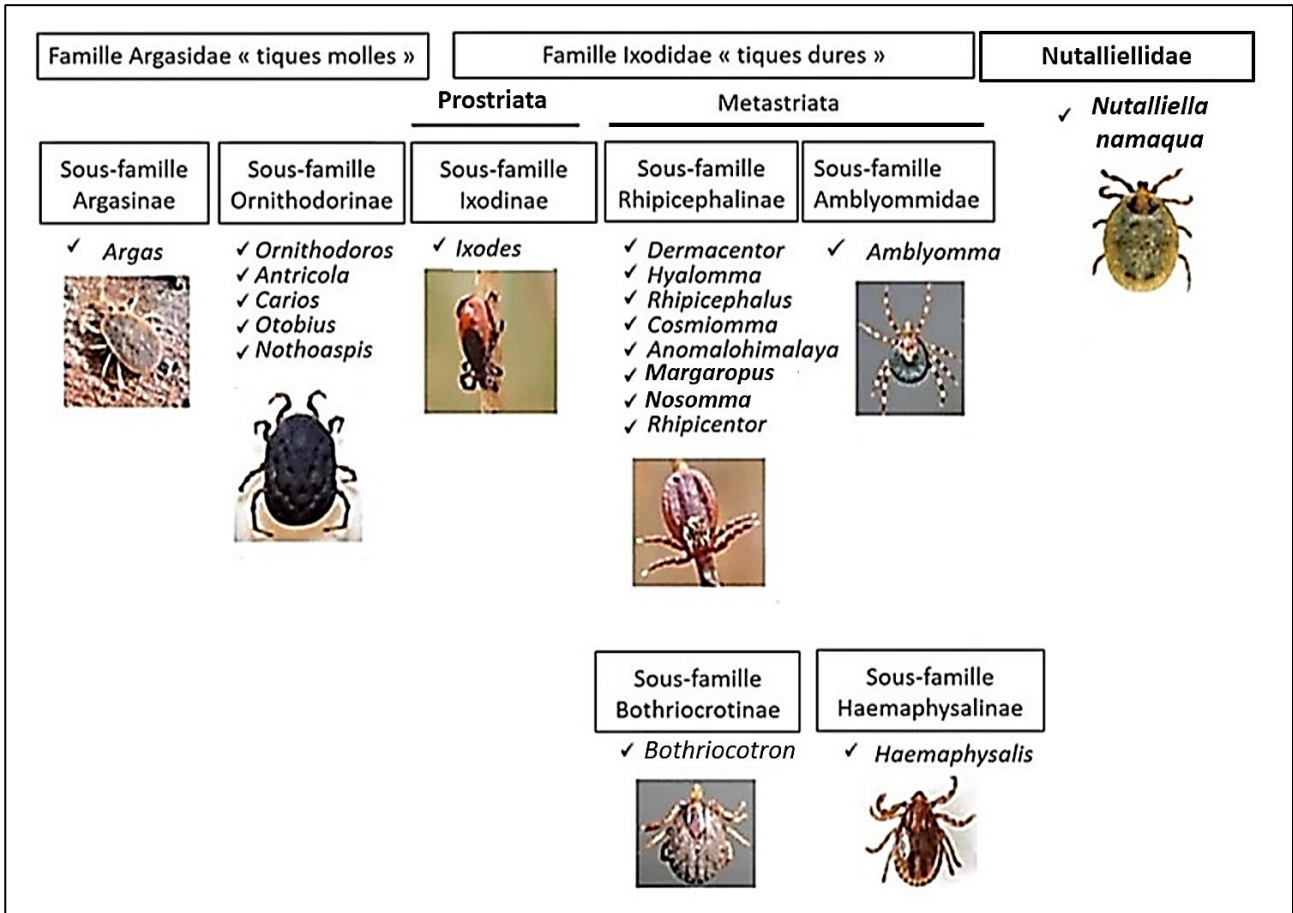 Famille Argasidae « tiques molles »
Famille Ixodidae « tiques dures »
Nutalliellidae
Prostriata
Metastriata
✓ Nutalliella
namaqua
Sous-famille
Argasinae
Sous-famille
Ornithodorinae
Sous-famille
Ixodinae
Sous-famille
Rhipicephalinae
Sous-famille
Amblyommidae
✓ Argas
✓ Ornithodoros
✓ Antricola
✓ Carios
✓ Otobius
✓ Nothoaspis
✓ Ixodes
✓ Dermacentor
✓ Hyalomma
✓ Rhipicephalus
✓ Cosmiomma
✓ Anomalohimalaya
✓ Margaropus
✓ Nosomma
✓ Rhipicentor
✓ Amblyomma
Sous-famille
Bothriocrotinae
Sous-famille
Haemaphysalinae
✓ Bothriocotron
✓ Haemaphysalis